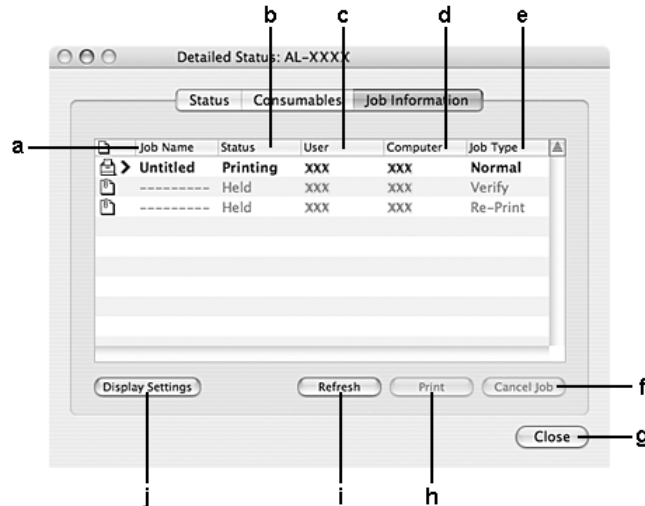 b c d e
Detailed Status: AL-XXXX
Status Consumables Job Information
a
Job Name Status User Computer Job Type
Untitled Printing XXX XXX Normal
--------- Held XXX XXX Verify
--------- Held XXX XXX Re-Print
Display Settings Refresh Print Cancel Job f
Close g
j i h